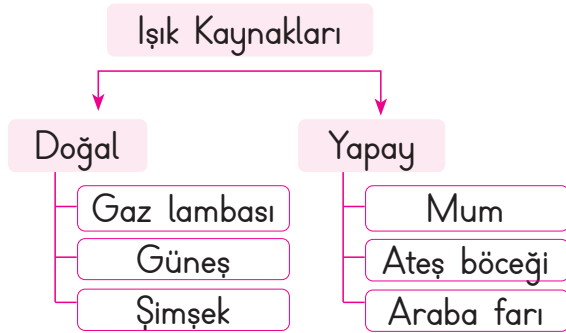 Işık Kaynakları
Doğal
Yapay
Gaz lambası
Mum
Güneş
Ateş böceği
Şimşek
Araba farı